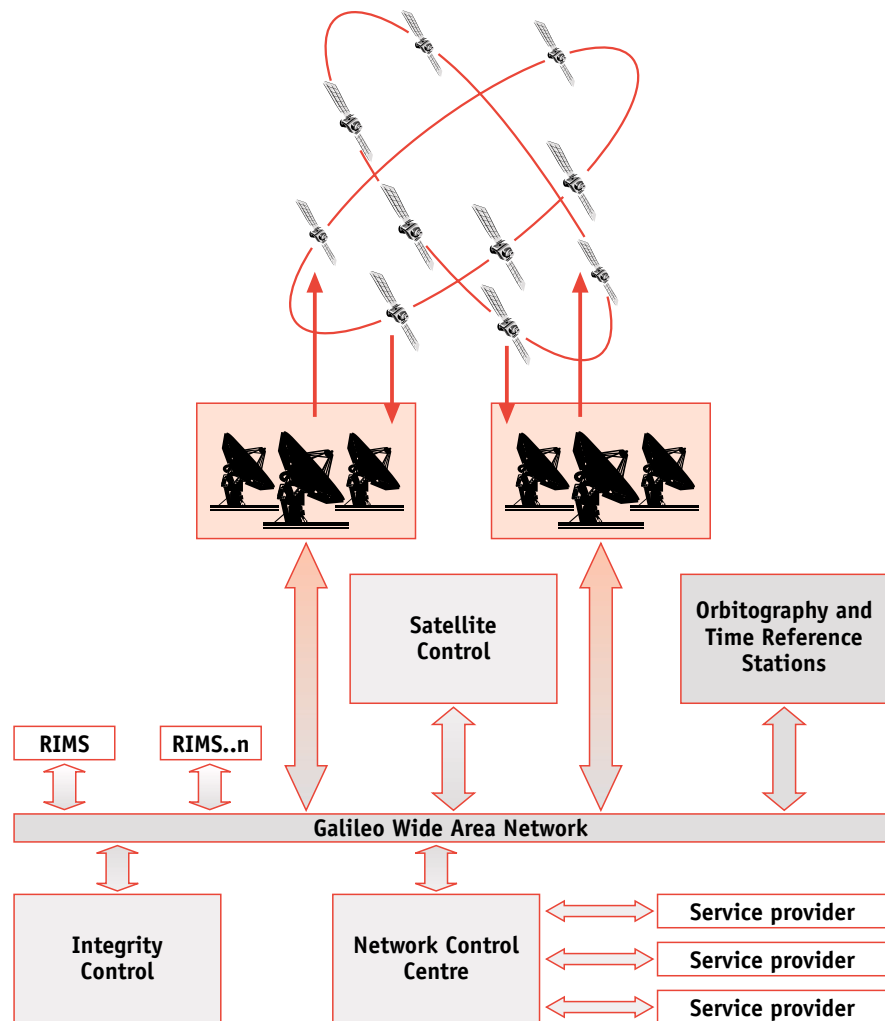 Satellite
Control
Orbitography and
Time Reference
Stations
RIMS
RIMS..n
Galileo Wide Area Network
Integrity
Control
Network Control
Centre
Service provider
Service provider
Service provider